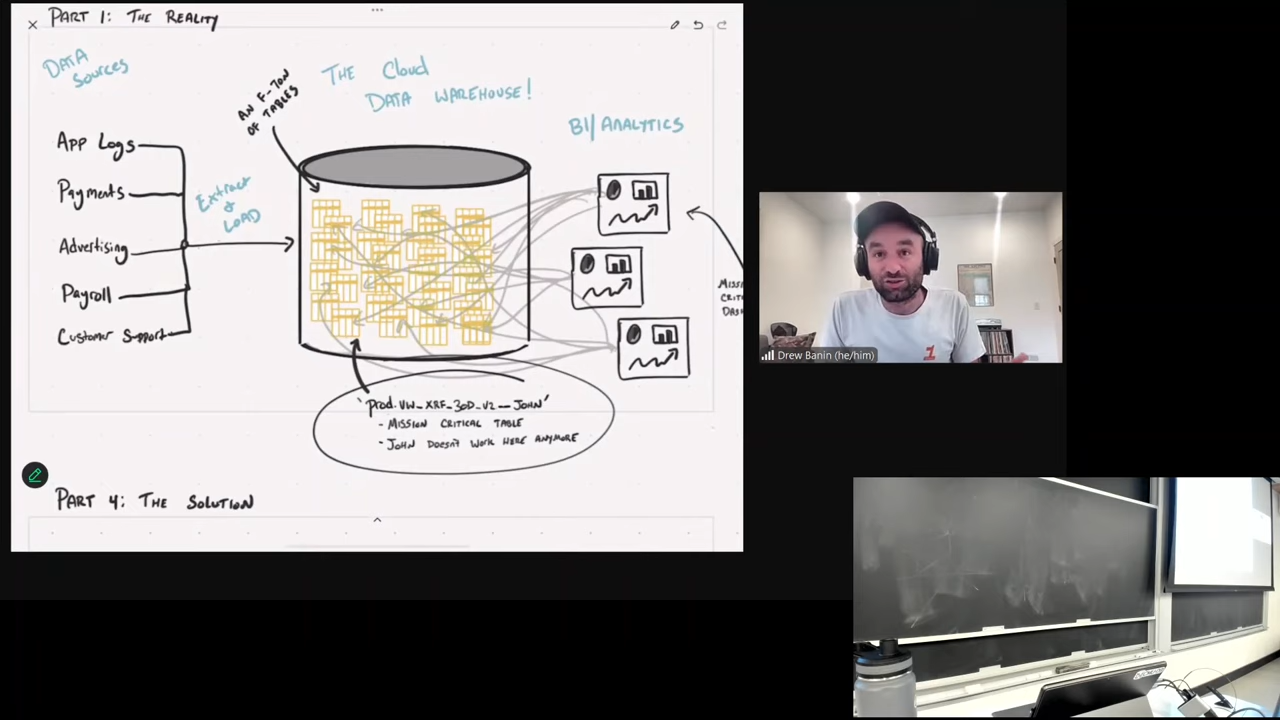 PART 1: THE REALITY
DATA
Sources
THE Cloud
DATA WAREHOUSE!
AN F-TON
OF TABLES
BI/ANALYTICS
App Logs
Payments
Advertising
Payroll
Customer Support
Extract &
LOAD
'prod.VW_XRF_30D_V2__JOHN'
- MISSION CRITICAL TABLE
- JOHN DOESN'T WORK HERE ANYMORE
PART 4: THE SOLUTION
Drew Banin (he/him)